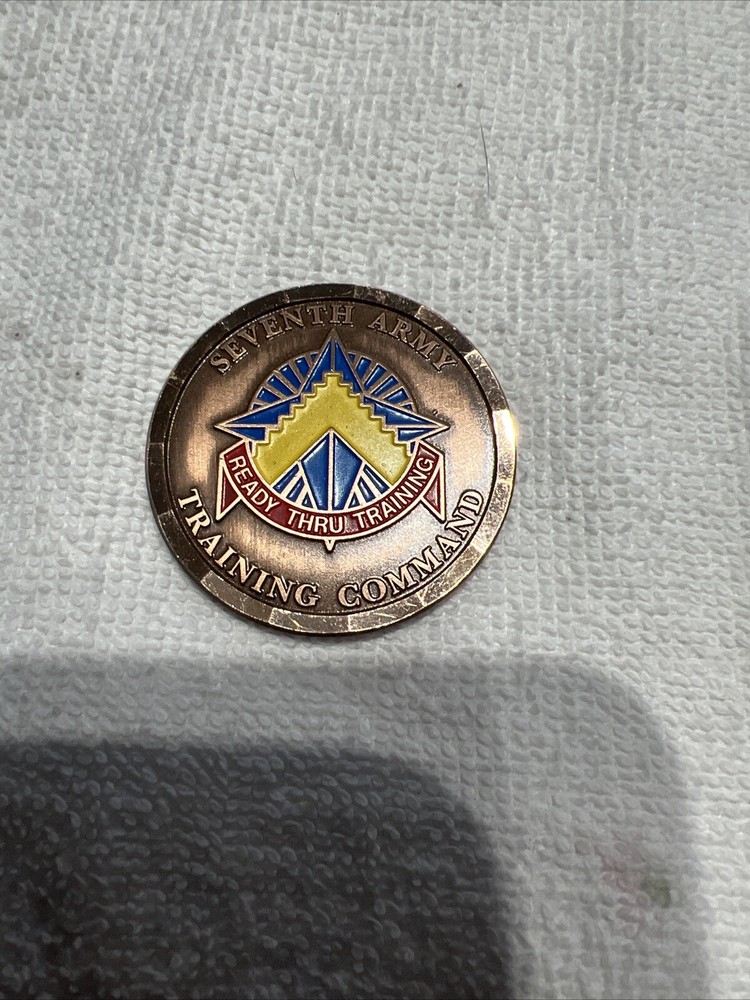 SEVENTH ARMY
READY THRU TRAINING
TRAINING COMMAND